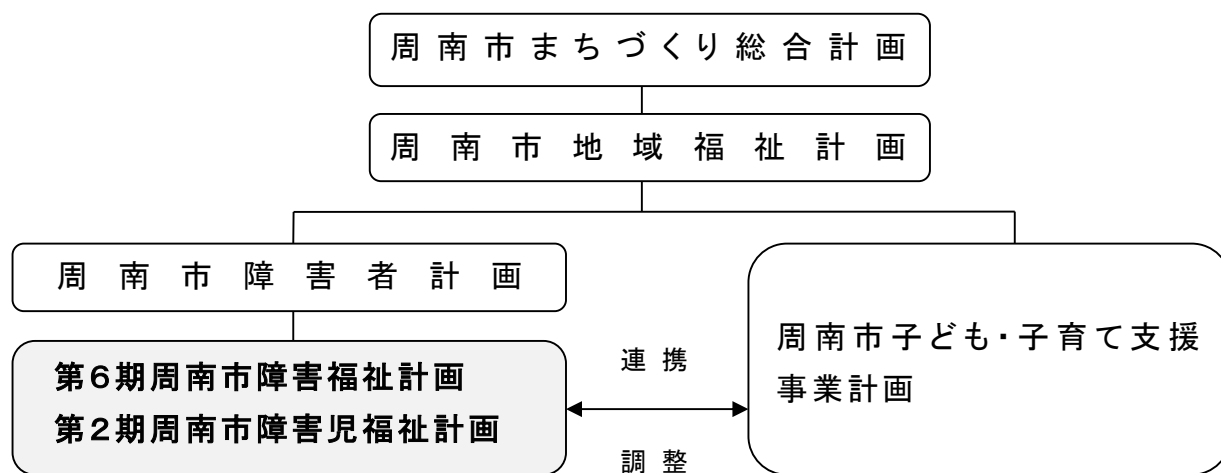 周南市まちづくり総合計画
周南市地域福祉計画
周南市障害者計画
第6期周南市障害福祉計画
第2期周南市障害児福祉計画
連携
調整
周南市子ども・子育て支援
事業計画